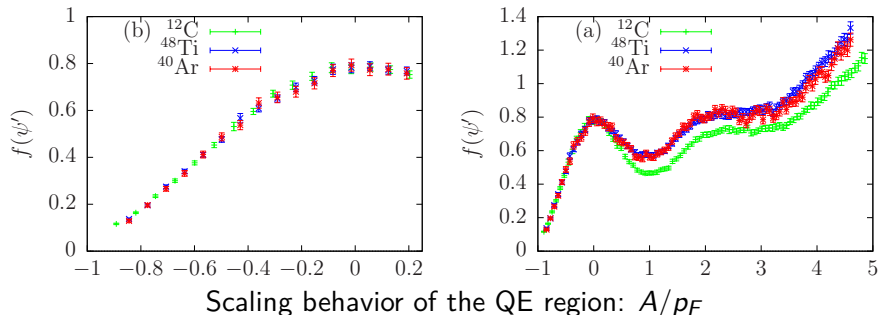 (b)
¹²C
⁴⁸Ti
⁴⁰Ar
f(ψ′)
1
0.8
0.6
0.4
0.2
0
−1 −0.8 −0.6 −0.4 −0.2 0 0.2
(a)
¹²C
⁴⁸Ti
⁴⁰Ar
f(ψ′)
1.4
1.2
1.0
0.8
0.6
0.4
0.2
0
−1 0 1 2 3 4 5
Scaling behavior of the QE region: A/p_F